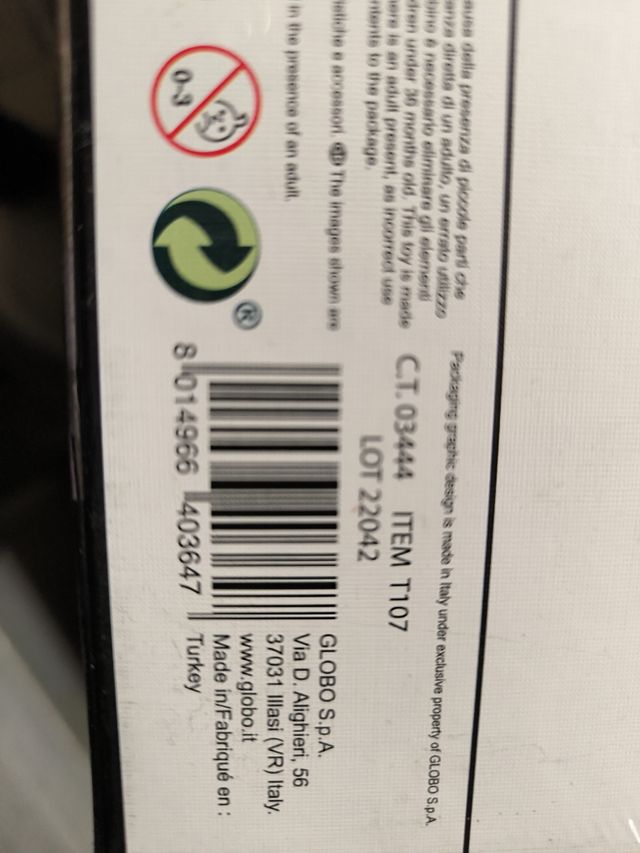 ausa della presenza di piccole parti che
enza diretta di un adulto, un errato utilizzo
bino è necessario eliminare gli elementi
dren under 36 months old. This toy is made
here is an adult present, as incorrect use
ntents to the package.
e accessori. GB The images shown are
in the presence of an adult.
0-3
®
Packaging graphic design is made in Italy under exclusive property of GLOBO S.p.A.
C.T. 03444 ITEM T107
LOT 22042
8 014966 403647
GLOBO S.p.A.
Via D. Alighieri, 56
37031 Illasi (VR) Italy.
www.globo.it
Made in/Fabriqué en :
Turkey